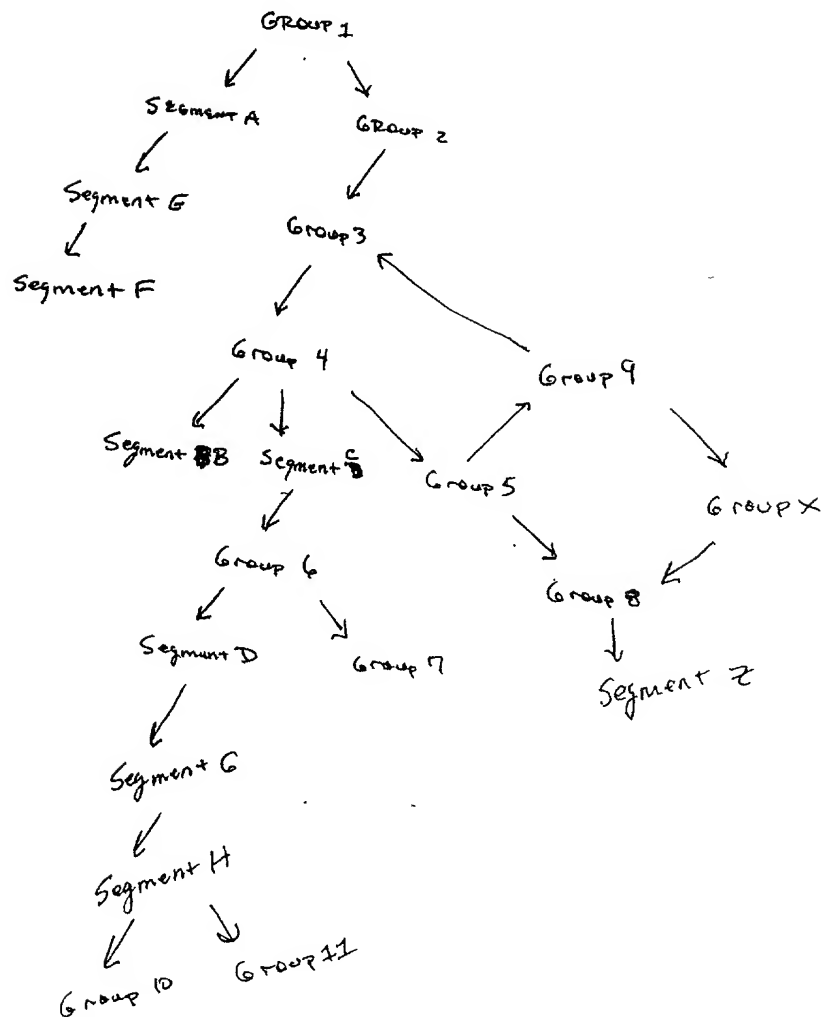 GROUP 1
Segment A
GROUP 2
Segment E
Group 3
Segment F
Group 4
Group 9
Segment B
Segment C
Group 5
Group X
Group 6
Group 8
Segment D
Group 7
Segment Z
Segment G
Segment H
Group 10
Group 11